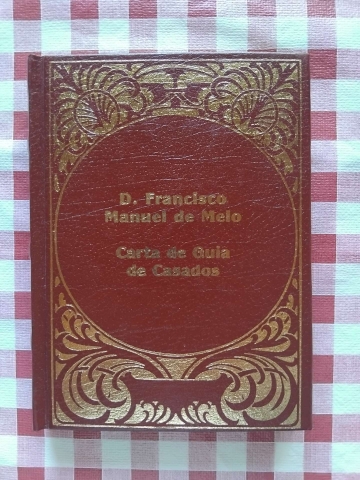 D. Francisco
Manuel de Melo
Carta de Guia
de Casados